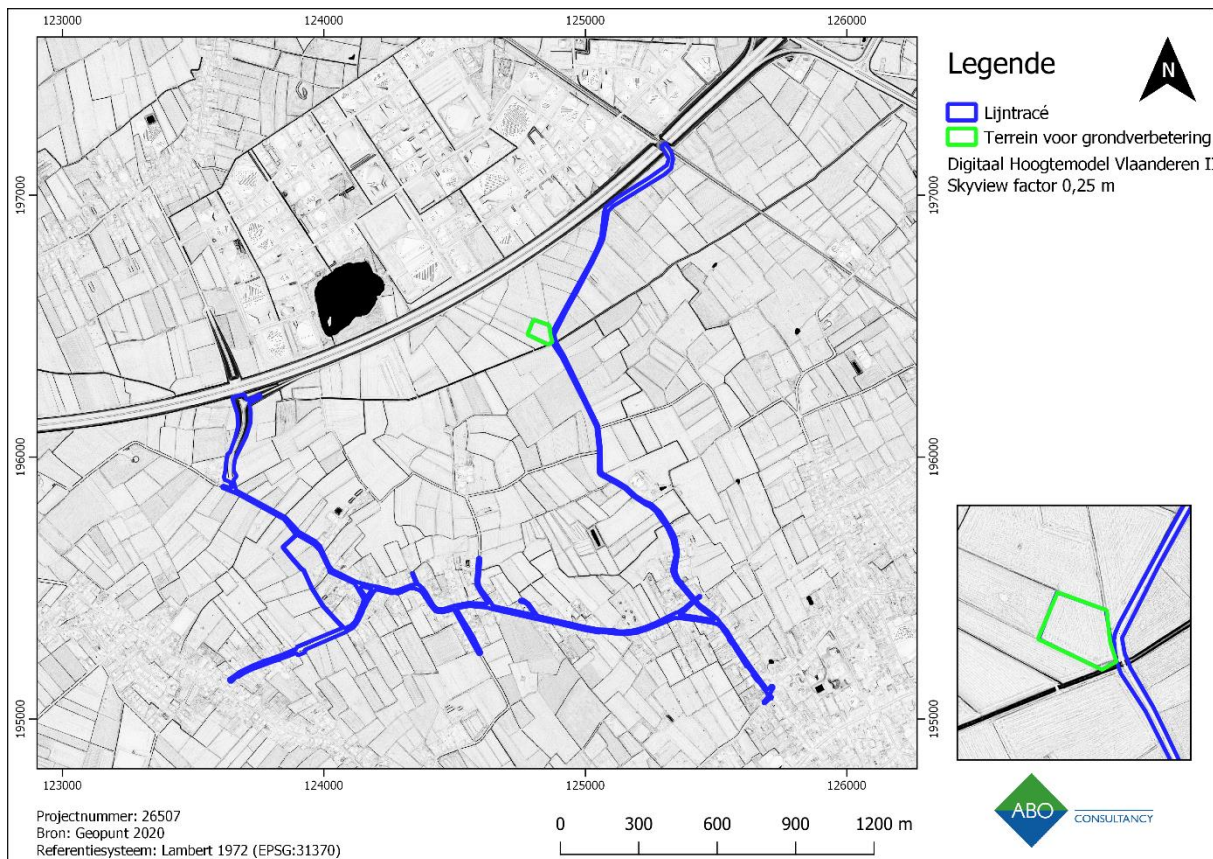 123000
124000
125000
126000
197000
196000
195000
197000
196000
195000
123000
124000
125000
126000
Legende
N
Lijntracé
Terrein voor grondverbetering
Digitaal Hoogtemodel Vlaanderen II
Skyview factor 0,25 m
Projectnummer: 26507
Bron: Geopunt 2020
Referentiesysteem: Lambert 1972 (EPSG:31370)
0 300 600 900 1200 m
ABO CONSULTANCY